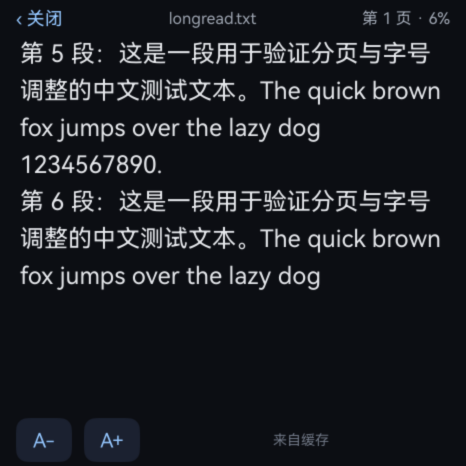 ‹ 关闭 longread.txt 第 1 页 · 6%
第 5 段：这是一段用于验证分页与字号
调整的中文测试文本。The quick brown
fox jumps over the lazy dog
1234567890.
第 6 段：这是一段用于验证分页与字号
调整的中文测试文本。The quick brown
fox jumps over the lazy dog
A- A+ 来自缓存